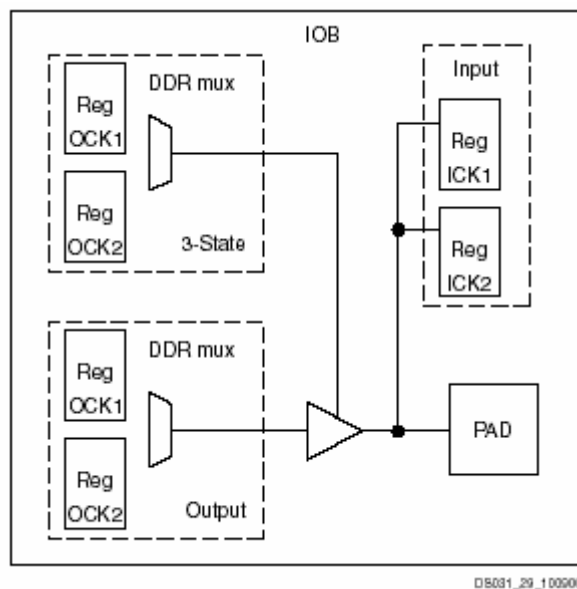 IOB
DDR mux
Reg
OCK1
Reg
OCK2
3-State
Input
Reg
ICK1
Reg
ICK2
DDR mux
Reg
OCK1
Reg
OCK2
Output
PAD